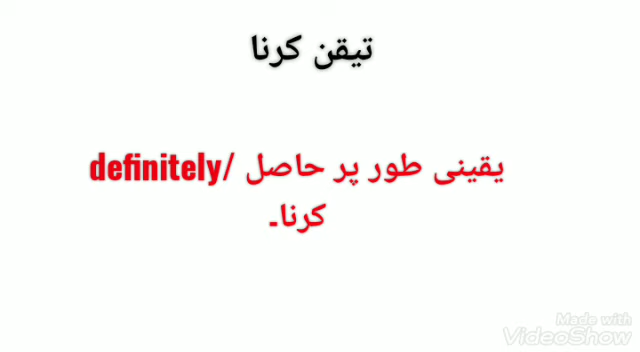 تیقن کرنا
یقینی طور پر حاصل /definitely
کرنا۔
Made with
VideoShow